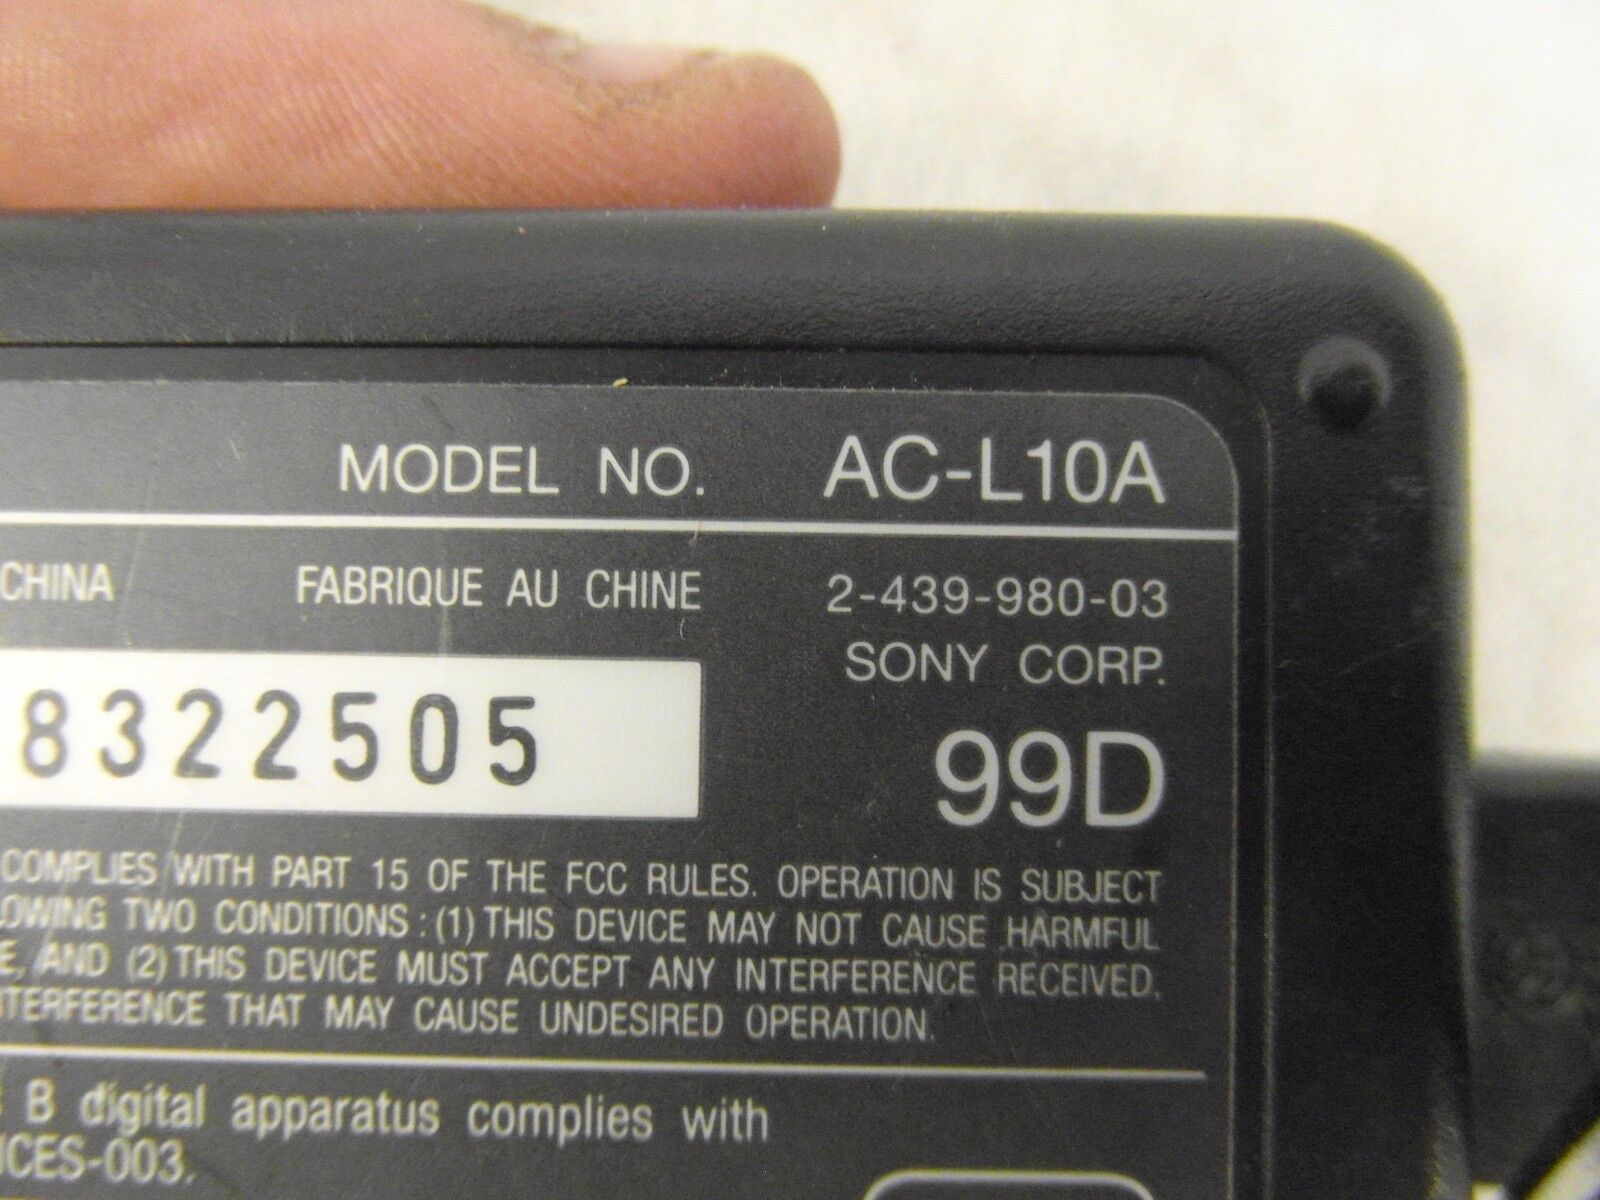 MODEL NO. AC-L10A
CHINA FABRIQUE AU CHINE 2-439-980-03
SONY CORP.
8322505
99D
COMPLIES WITH PART 15 OF THE FCC RULES. OPERATION IS SUBJECT
LOWING TWO CONDITIONS : (1) THIS DEVICE MAY NOT CAUSE HARMFUL
E, AND (2) THIS DEVICE MUST ACCEPT ANY INTERFERENCE RECEIVED.
NTERFERENCE THAT MAY CAUSE UNDESIRED OPERATION.
B digital apparatus complies with
ICES-003.